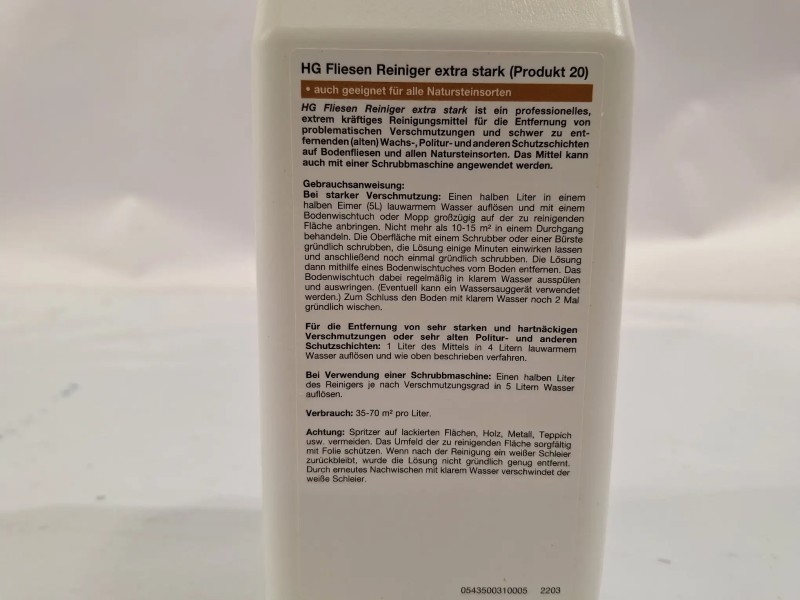 HG Fliesen Reiniger extra stark (Produkt 20)
• auch geeignet für alle Natursteinsorten
HG Fliesen Reiniger extra stark ist ein professionelles,
extrem kräftiges Reinigungsmittel für die Entfernung von
problematischen Verschmutzungen und schwer zu ent-
fernenden (alten) Wachs-, Politur- und anderen Schutzschichten
auf Bodenfliesen und allen Natursteinsorten. Das Mittel kann
auch mit einer Schrubbmaschine angewendet werden.
Gebrauchsanweisung:
Bei starker Verschmutzung: Einen halben Liter in einem
halben Eimer (5L) lauwarmem Wasser auflösen und mit einem
Bodenwischtuch oder Mopp großzügig auf der zu reinigenden
Fläche anbringen. Nicht mehr als 10-15 m² in einem Durchgang
behandeln. Die Oberfläche mit einem Schrubber oder einer Bürste
gründlich schrubben, die Lösung einige Minuten einwirken lassen
und anschließend noch einmal gründlich schrubben. Die Lösung
dann mithilfe eines Bodenwischtuches vom Boden entfernen. Das
Bodenwischtuch dabei regelmäßig in klarem Wasser ausspülen
und auswringen. (Eventuell kann ein Wassersauggerät verwendet
werden.) Zum Schluss den Boden mit klarem Wasser noch 2 Mal
gründlich wischen.
Für die Entfernung von sehr starken und hartnäckigen
Verschmutzungen oder sehr alten Politur- und anderen
Schutzschichten: 1 Liter des Mittels in 4 Litern lauwarmem
Wasser auflösen und wie oben beschrieben verfahren.
Bei Verwendung einer Schrubbmaschine: Einen halben Liter
des Reinigers je nach Verschmutzungsgrad in 5 Litern Wasser
auflösen.
Verbrauch: 35-70 m² pro Liter.
Achtung: Spritzer auf lackierten Flächen, Holz, Metall, Teppich
usw. vermeiden. Das Umfeld der zu reinigenden Fläche sorgfältig
mit Folie schützen. Wenn nach der Reinigung ein weißer Schleier
zurückbleibt, wurde die Lösung nicht gründlich genug entfernt.
Durch erneutes Nachwischen mit klarem Wasser verschwindet der
weiße Schleier.
0543500310005 2203